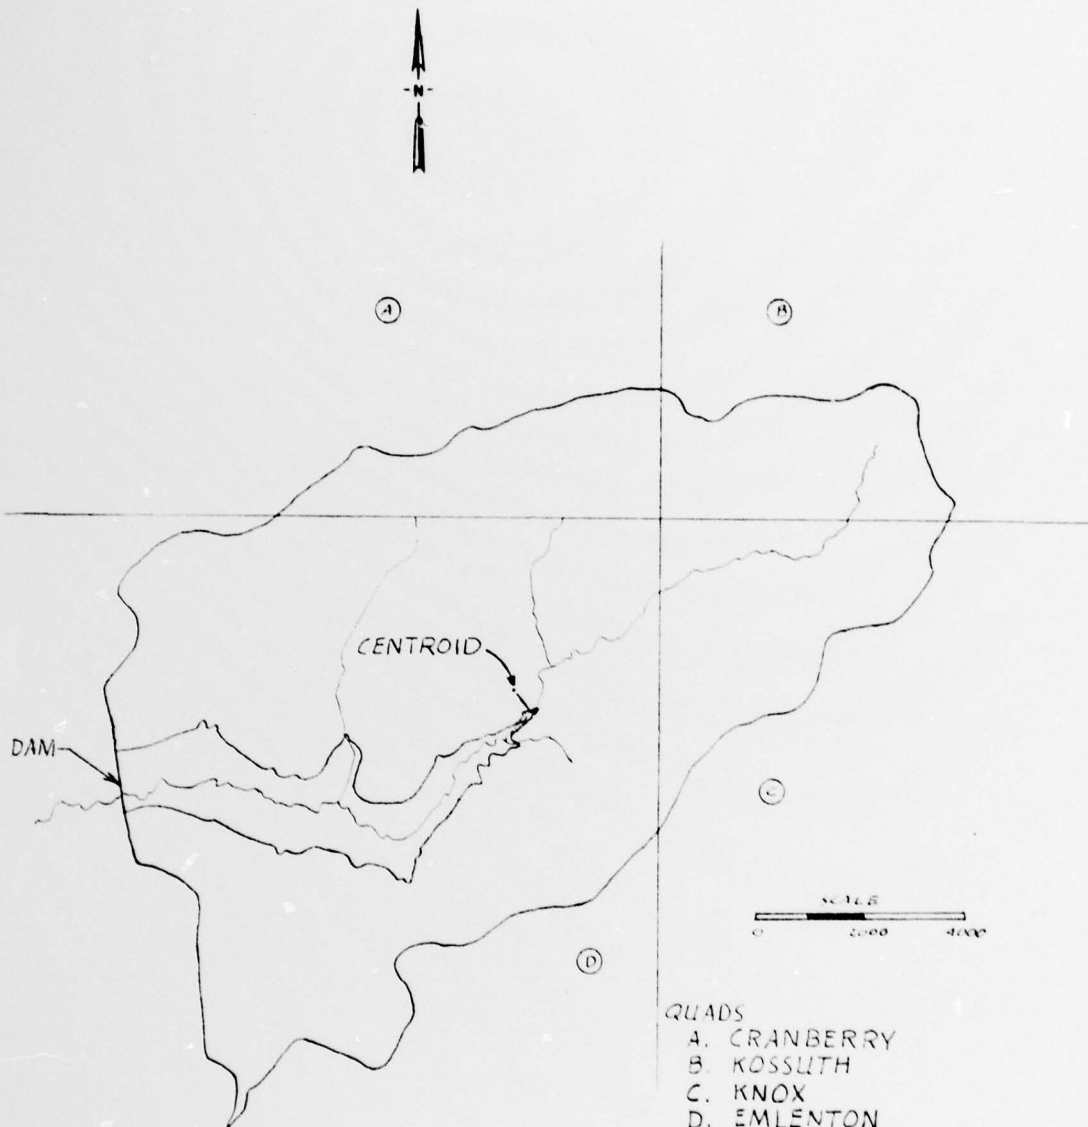 -N-
A
B
CENTROID
DAM
C
SCALE
0 2000 4000
D
QUADS
A. CRANBERRY
B. KOSSUTH
C. KNOX
D. EMLENTON